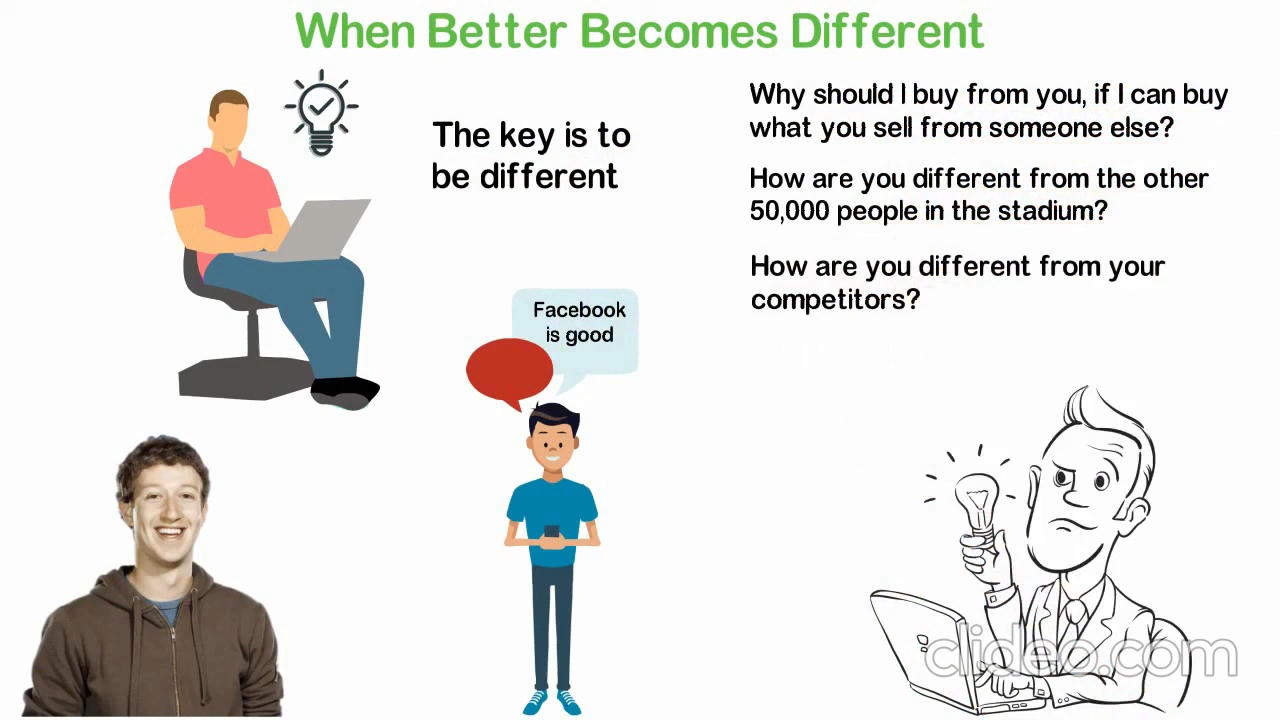 When Better Becomes Different
The key is to
be different
Why should I buy from you, if I can buy
what you sell from someone else?
How are you different from the other
50,000 people in the stadium?
How are you different from your
competitors?
Facebook
is good
clideo.com